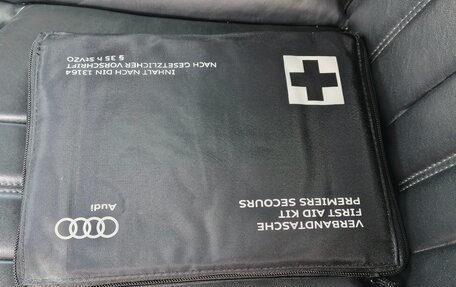 VERBANDTASCHE
FIRST AID KIT
PREMIERS SECOURS
Audi
INHALT NACH DIN 13164
NACH GESETZLICHER VORSCHRIFT
§ 35 h StVZO